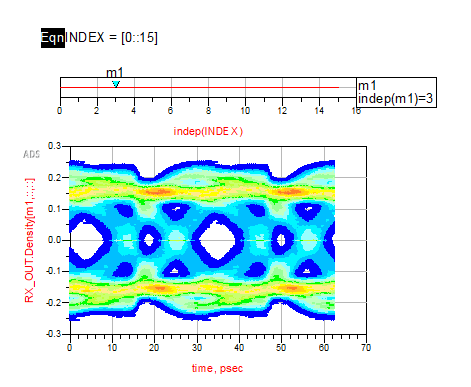 Eqn INDEX = [0::15]
m1
m1
indep(m1)=3
0 2 4 6 8 10 12 14 16
indep(INDEX)
ADS
0.3
0.2
0.1
0.0
-0.1
-0.2
-0.3
RX_OUT.Density[m1,::,::]
0 10 20 30 40 50 60 70
time, psec